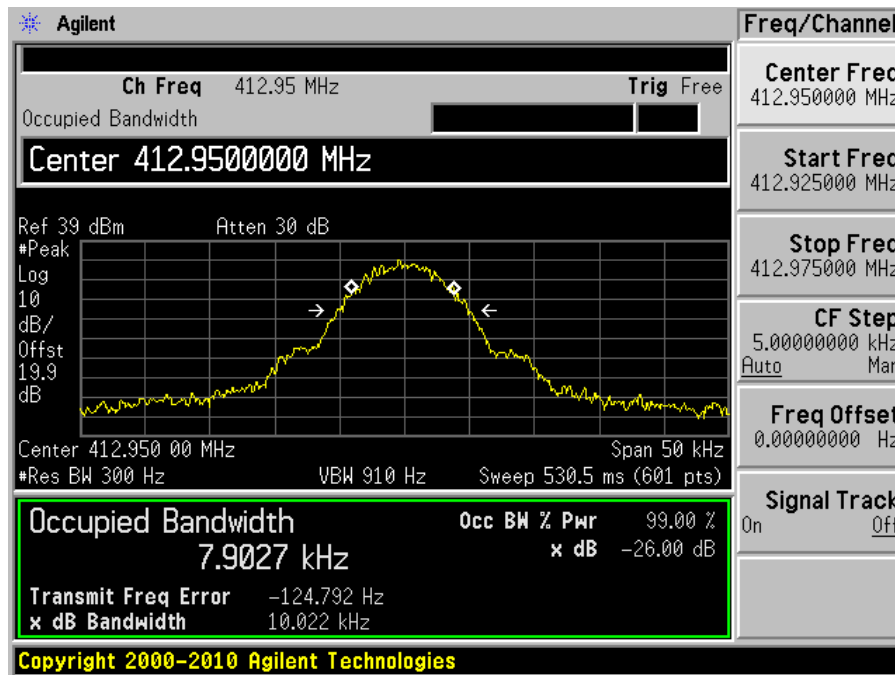 Agilent
Freq/Channel
Ch Freq 412.95 MHz Trig Free
Occupied Bandwidth
Center 412.9500000 MHz
Ref 39 dBm Atten 30 dB
#Peak
Log
10
dB/
Offst
19.9
dB
Center 412.950 00 MHz Span 50 kHz
#Res BW 300 Hz VBW 910 Hz Sweep 530.5 ms (601 pts)
Occupied Bandwidth
7.9027 kHz
Occ BW % Pwr 99.00 %
x dB -26.00 dB
Transmit Freq Error -124.792 Hz
x dB Bandwidth 10.022 kHz
Center Freq
412.950000 MHz
Start Freq
412.925000 MHz
Stop Freq
412.975000 MHz
CF Step
5.00000000 kHz
Auto Man
Freq Offset
0.00000000 Hz
Signal Track
On Off
Copyright 2000-2010 Agilent Technologies